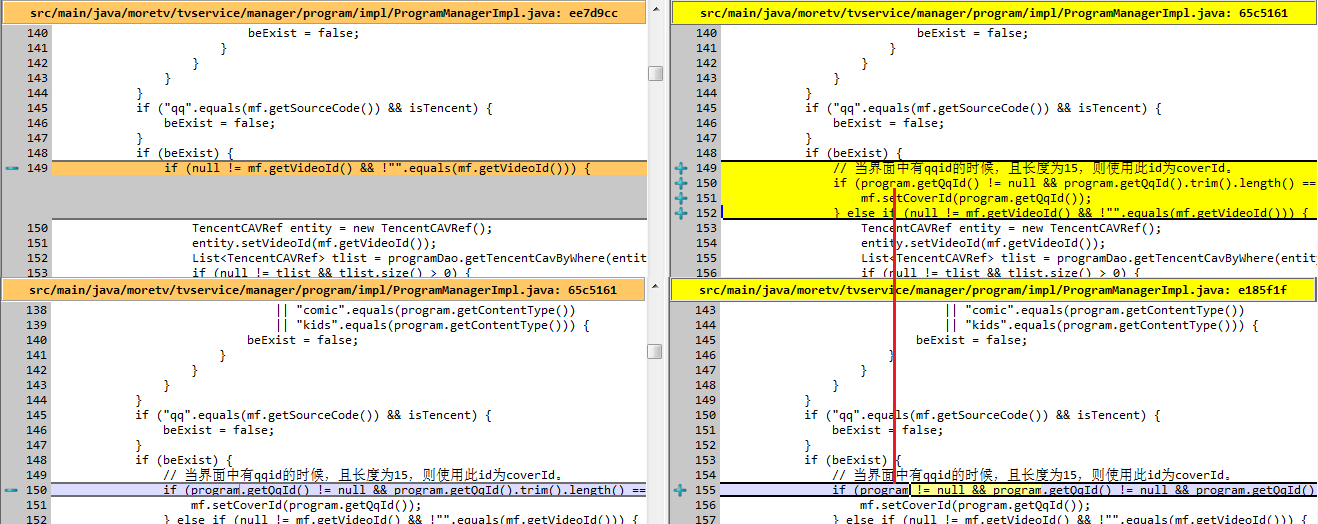 src/main/java/moretv/tvservice/manager/program/impl/ProgramManagerImpl.java: ee7d9cc
140 beExist = false;
141 }
142 }
143 }
144 }
145 if ("qq".equals(mf.getSourceCode()) && isTencent) {
146 beExist = false;
147 }
148 if (beExist) {
149 if (null != mf.getVideoId() && !"".equals(mf.getVideoId())) {
150 TencentCAVRef entity = new TencentCAVRef();
151 entity.setVideoId(mf.getVideoId());
152 List<TencentCAVRef> tlist = programDao.getTencentCavByWhere(entit
153 if (null != tlist && tlist.size() > 0) {
src/main/java/moretv/tvservice/manager/program/impl/ProgramManagerImpl.java: 65c5161
140 beExist = false;
141 }
142 }
143 }
144 }
145 if ("qq".equals(mf.getSourceCode()) && isTencent) {
146 beExist = false;
147 }
148 if (beExist) {
149 // 当界面中有qqid的时候，且长度为15，则使用此id为coverId。
150 if (program.getQqId() != null && program.getQqId().trim().length() ==
151 mf.setCoverId(program.getQqId());
152 } else if (null != mf.getVideoId() && !"".equals(mf.getVideoId())) {
153 TencentCAVRef entity = new TencentCAVRef();
154 entity.setVideoId(mf.getVideoId());
155 List<TencentCAVRef> tlist = programDao.getTencentCavByWhere(entit
156 if (null != tlist && tlist.size() > 0) {
src/main/java/moretv/tvservice/manager/program/impl/ProgramManagerImpl.java: 65c5161
138 || "comic".equals(program.getContentType())
139 || "kids".equals(program.getContentType())) {
140 beExist = false;
141 }
142 }
143 }
144 }
145 if ("qq".equals(mf.getSourceCode()) && isTencent) {
146 beExist = false;
147 }
148 if (beExist) {
149 // 当界面中有qqid的时候，且长度为15，则使用此id为coverId。
150 if (program.getQqId() != null && program.getQqId().trim().length() ==
151 mf.setCoverId(program.getQqId());
152 } else if (null != mf.getVideoId() && !"".equals(mf.getVideoId())) {
src/main/java/moretv/tvservice/manager/program/impl/ProgramManagerImpl.java: e185f1f
143 || "comic".equals(program.getContentType())
144 || "kids".equals(program.getContentType())) {
145 beExist = false;
146 }
147 }
148 }
149 }
150 if ("qq".equals(mf.getSourceCode()) && isTencent) {
151 beExist = false;
152 }
153 if (beExist) {
154 // 当界面中有qqid的时候，且长度为15，则使用此id为coverId。
155 if (program != null && program.getQqId() != null && program.getQqId()
156 mf.setCoverId(program.getQqId());
157 } else if (null != mf.getVideoId() && !"".equals(mf.getVideoId())) {